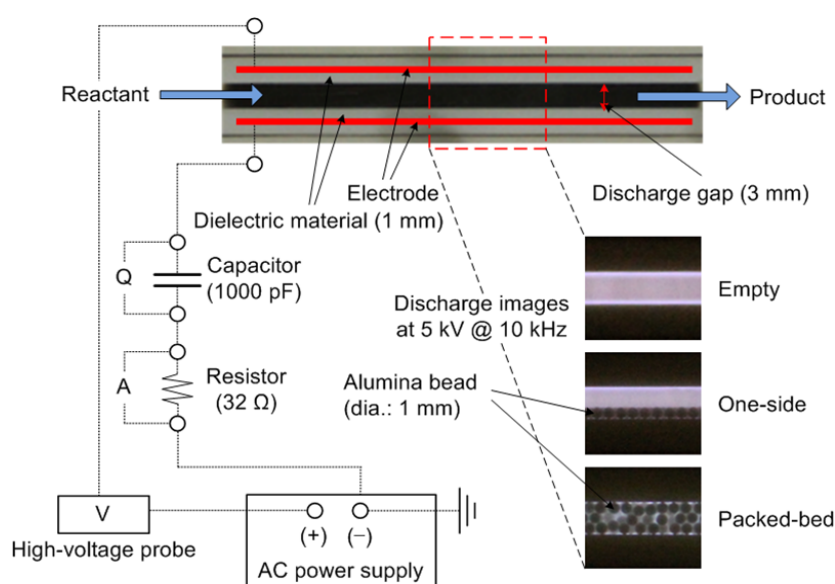 Reactant
Product
Electrode
Dielectric material (1 mm)
Discharge gap (3 mm)
Q
Capacitor
(1000 pF)
Discharge images
at 5 kV @ 10 kHz
Empty
A
Resistor
(32 Ω)
Alumina bead
(dia.: 1 mm)
One-side
Packed-bed
V
High-voltage probe
(+)
(−)
AC power supply